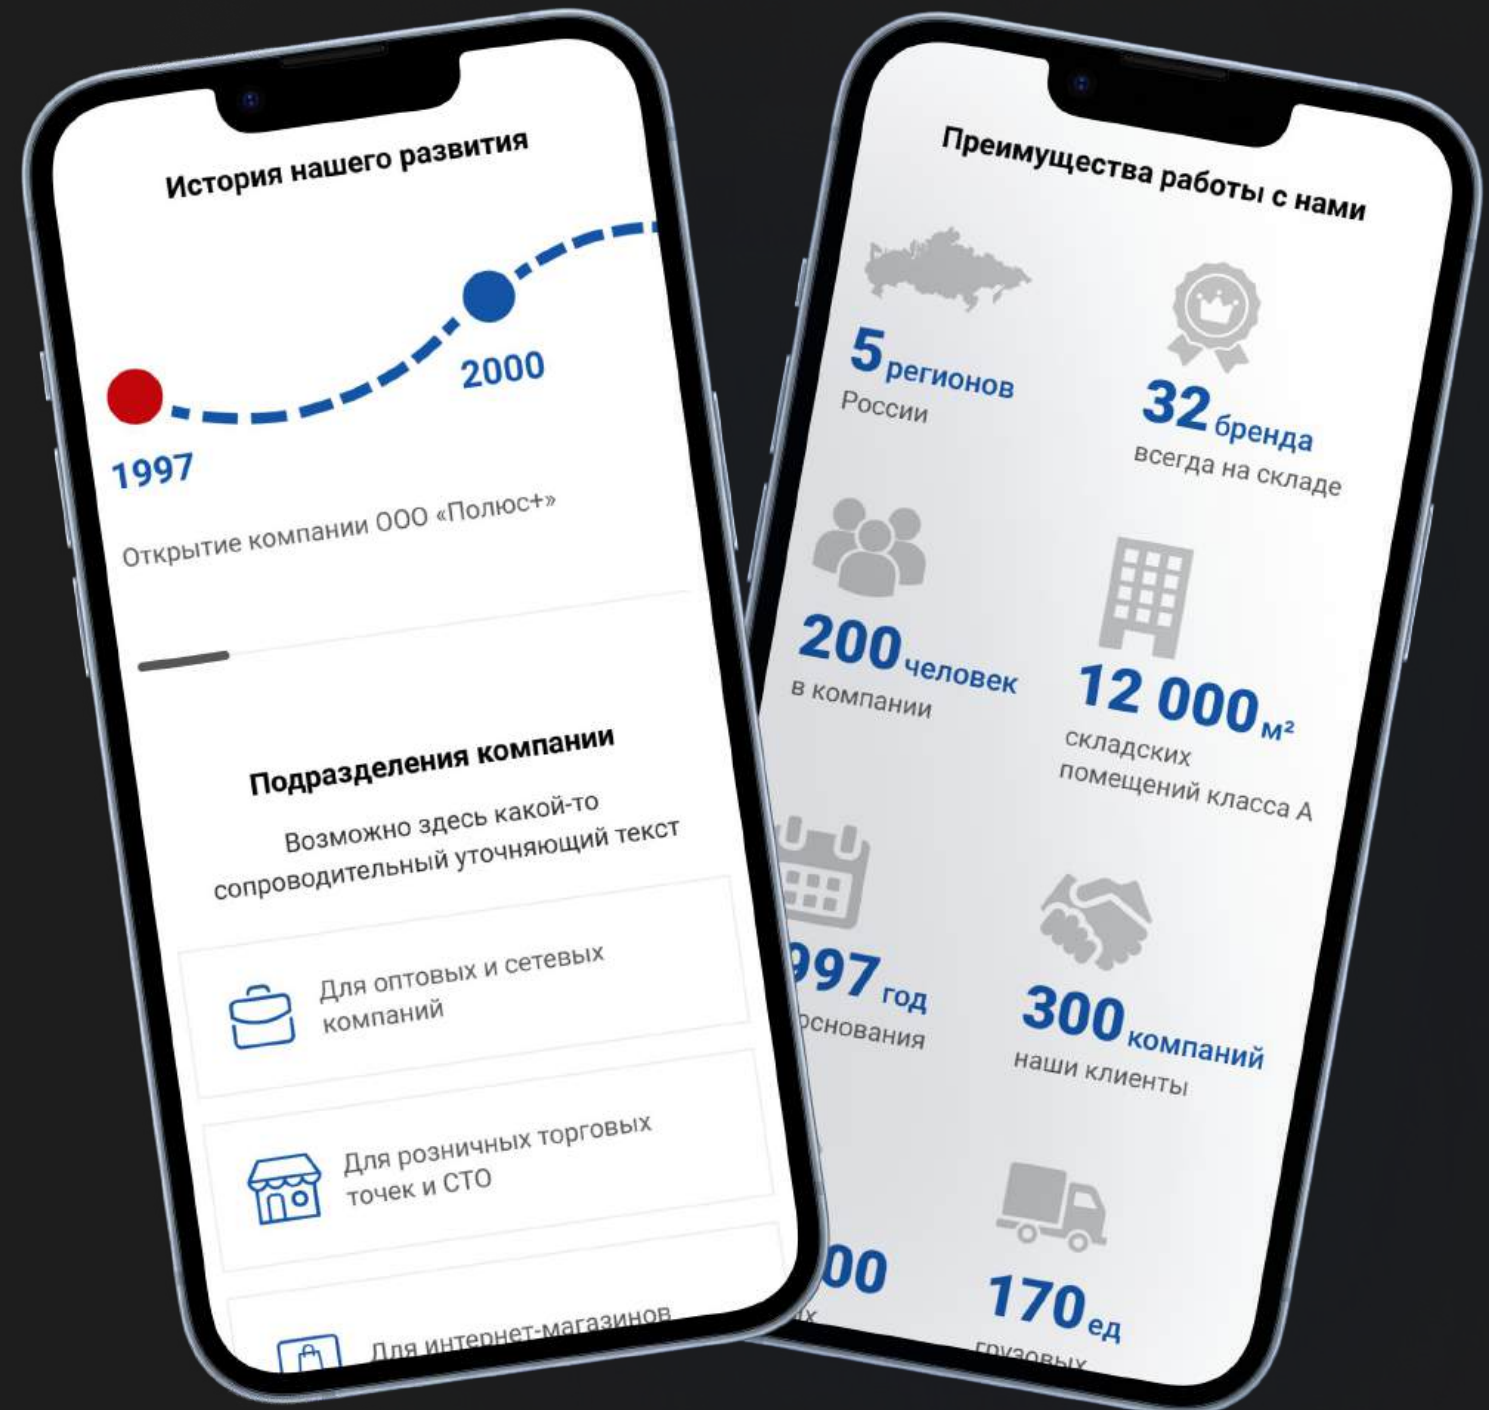 История нашего развития
2000
1997
Открытие компании ООО «Полюс+»
Подразделения компании
Возможно здесь какой-то
сопроводительный уточняющий текст
Для оптовых и сетевых
компаний
Для розничных торговых
точек и СТО
Для интернет-магазинов
Преимущества работы с нами
5 регионов
России
32 бренда
всегда на складе
200 человек
в компании
12 000 м²
складских
помещений класса А
997 год
основания
300 компаний
наши клиенты
00
х
170 ед
грузовых